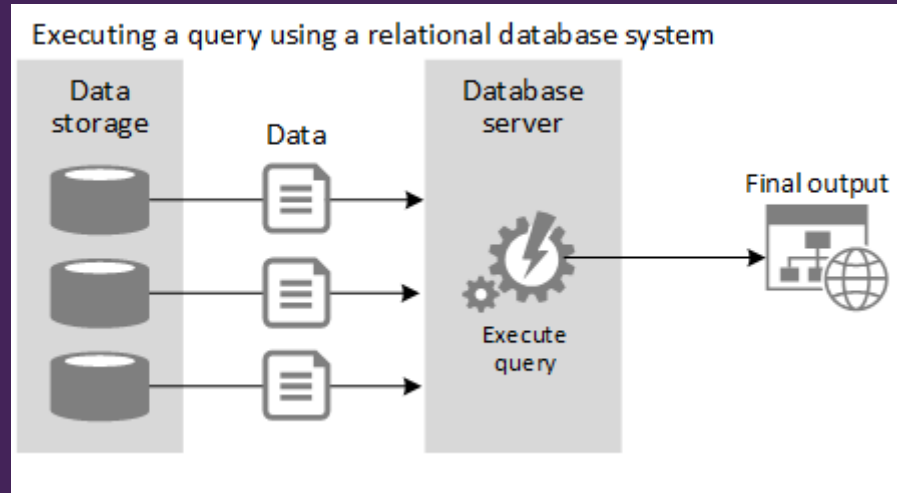 Executing a query using a relational database system
Data
storage
Data
Database
server
Final output
Execute
query